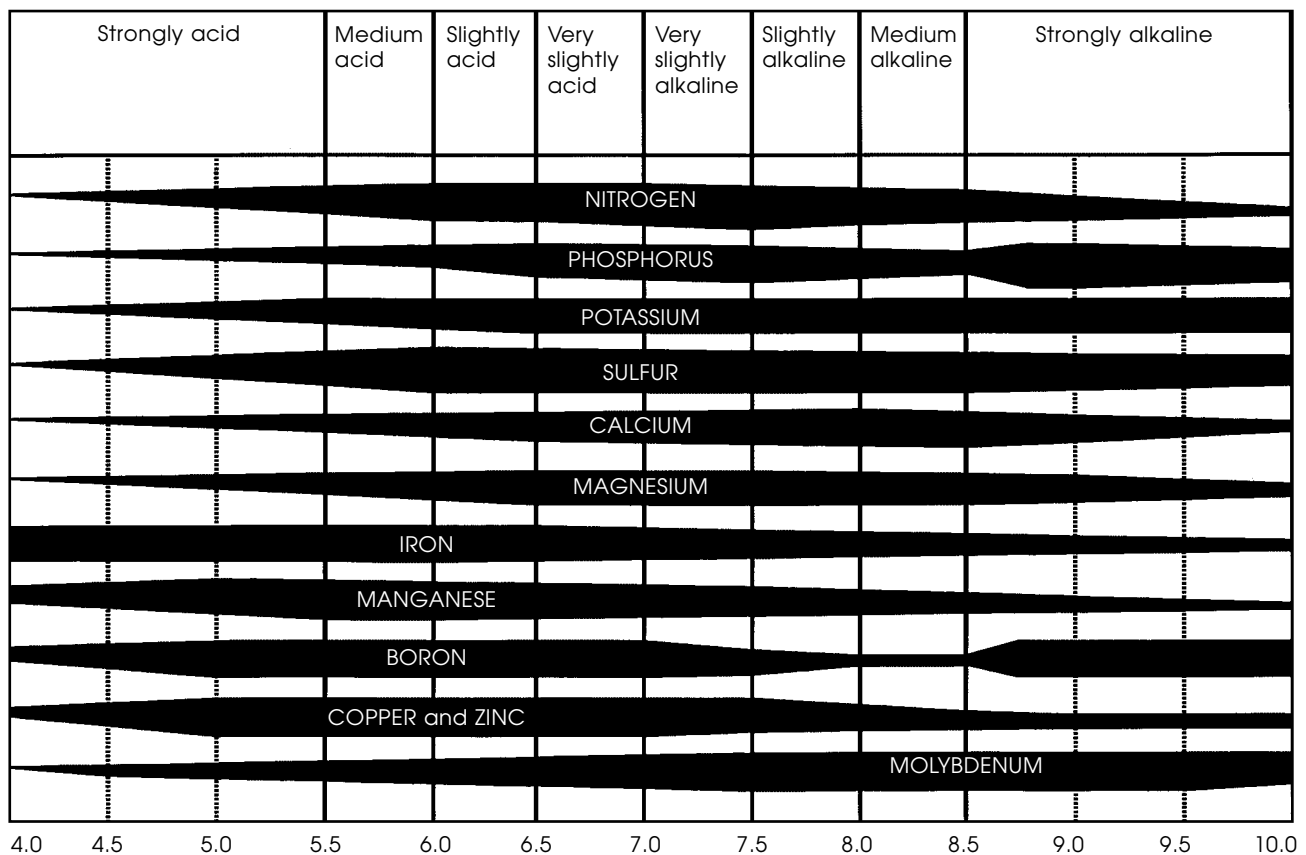 Strongly acid
Medium
acid
Slightly
acid
Very
slightly
acid
Very
slightly
alkaline
Slightly
alkaline
Medium
alkaline
Strongly alkaline
NITROGEN
PHOSPHORUS
POTASSIUM
SULFUR
CALCIUM
MAGNESIUM
IRON
MANGANESE
BORON
COPPER and ZINC
MOLYBDENUM
4.0 4.5 5.0 5.5 6.0 6.5 7.0 7.5 8.0 8.5 9.0 9.5 10.0